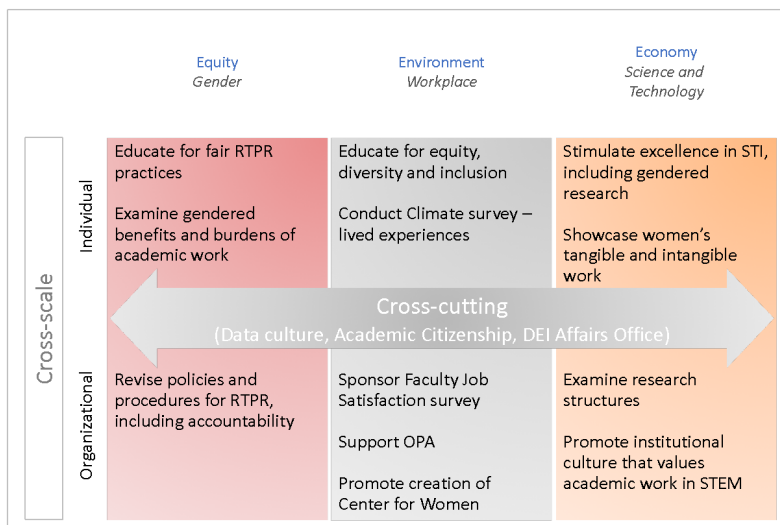 Equity
Gender
Environment
Workplace
Economy
Science and
Technology
Cross-scale
Individual
Educate for fair RTPR
practices
Examine gendered
benefits and burdens of
academic work
Educate for equity,
diversity and inclusion
Conduct Climate survey –
lived experiences
Stimulate excellence in STI,
including gendered
research
Showcase women’s
tangible and intangible
work
Cross-cutting
(Data culture, Academic Citizenship, DEI Affairs Office)
Organizational
Revise policies and
procedures for RTPR,
including accountability
Sponsor Faculty Job
Satisfaction survey
Support OPA
Promote creation of
Center for Women
Examine research
structures
Promote institutional
culture that values
academic work in STEM